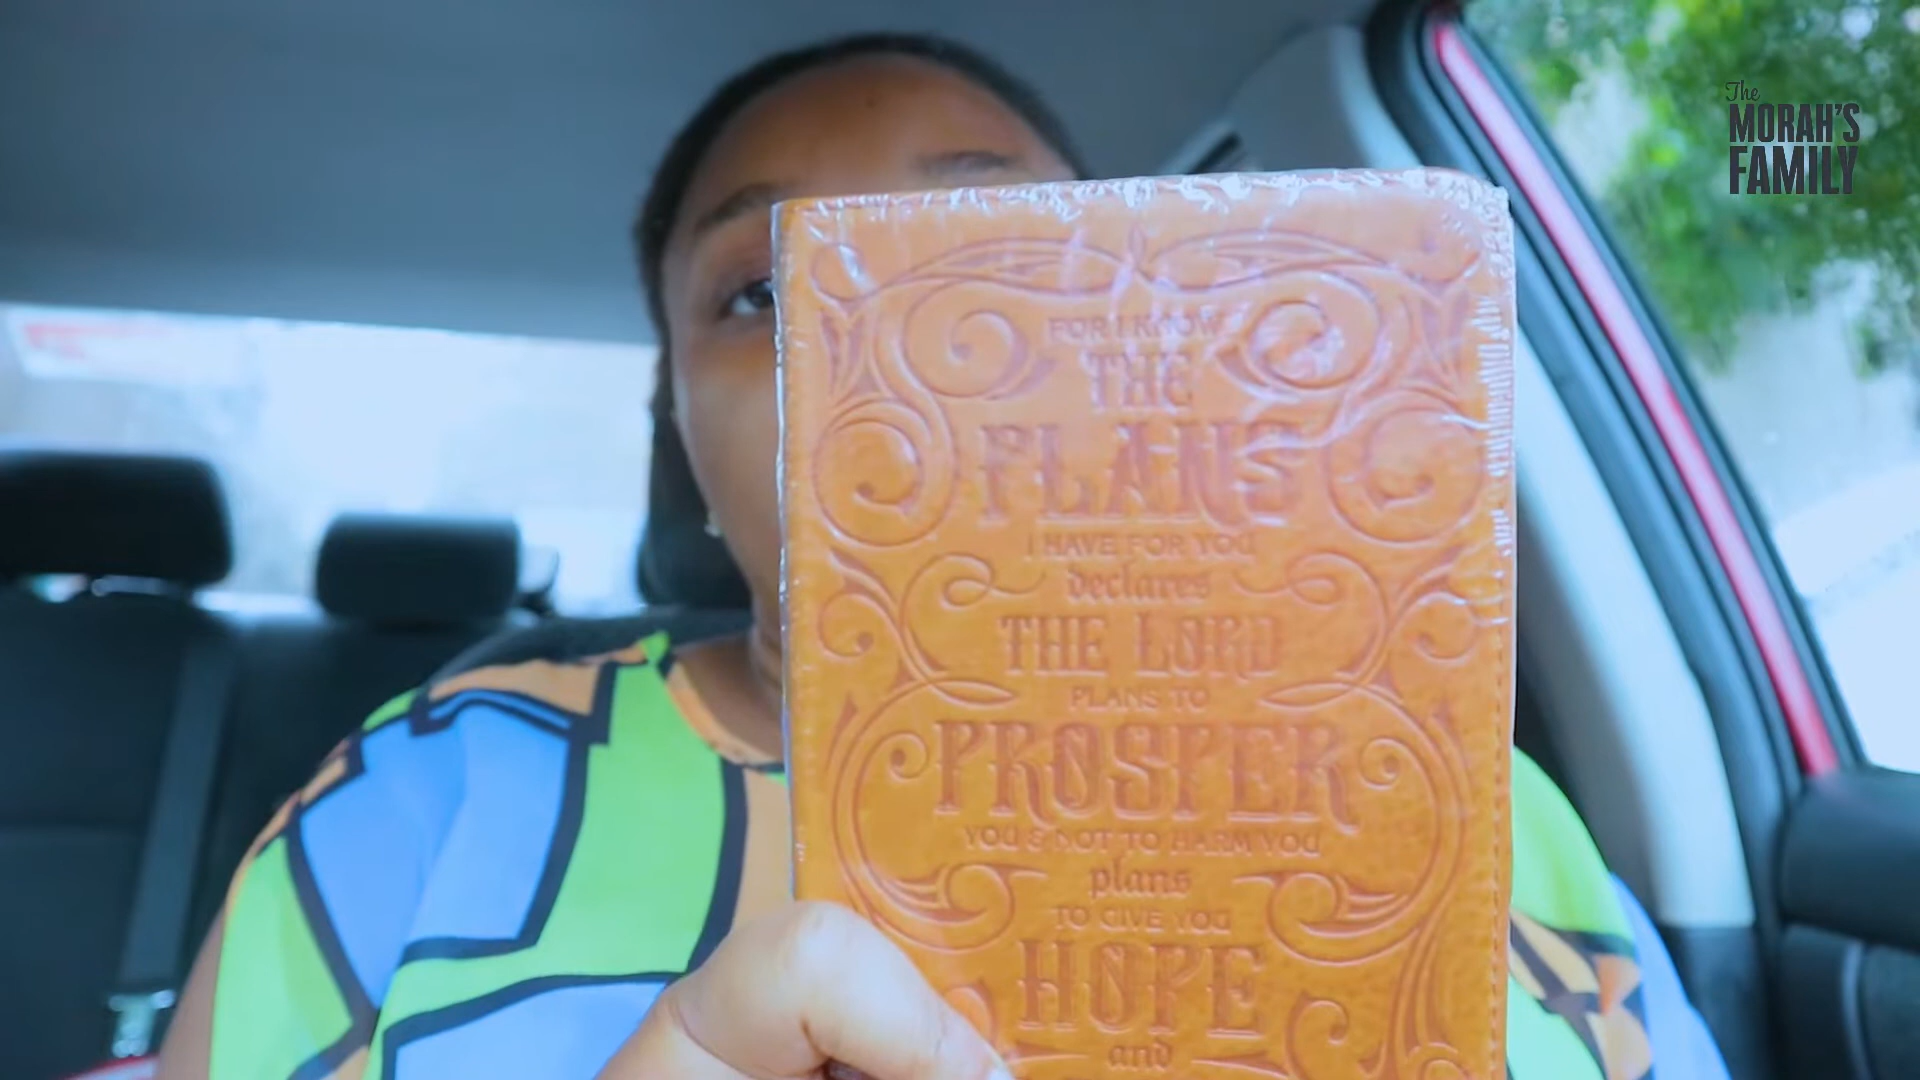 The
MORAH'S
FAMILY
FOR I KNOW
THE
PLANS
I HAVE FOR YOU
declares
THE LORD
PLANS TO
PROSPER
YOU & NOT TO HARM YOU
plans
TO GIVE YOU
HOPE
and